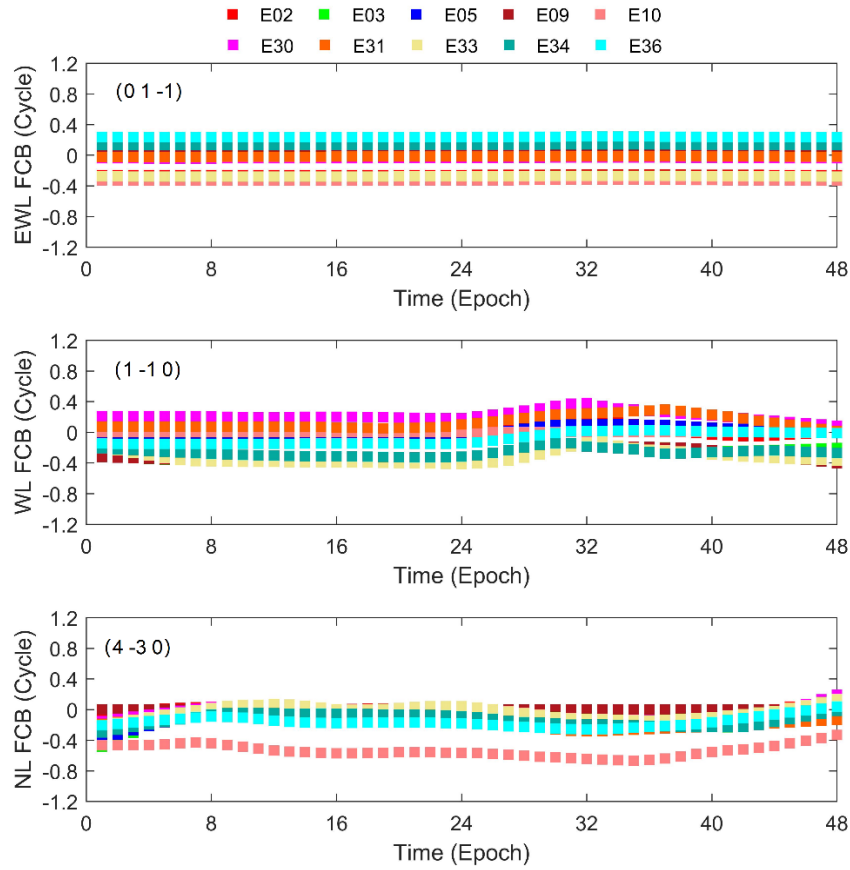 E02 E03 E05 E09 E10
E30 E31 E33 E34 E36
1.2
0.8
0.4
0
-0.4
-0.8
-1.2
EWL FCB (Cycle)
(0 1 -1)
0 8 16 24 32 40 48
Time (Epoch)
1.2
0.8
0.4
0
-0.4
-0.8
-1.2
WL FCB (Cycle)
(1 -1 0)
0 8 16 24 32 40 48
Time (Epoch)
1.2
0.8
0.4
0
-0.4
-0.8
-1.2
NL FCB (Cycle)
(4 -3 0)
0 8 16 24 32 40 48
Time (Epoch)